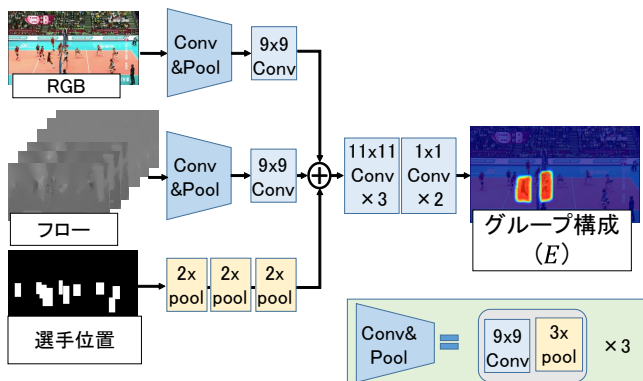 RGB
Conv
&Pool
9x9
Conv
フロー
Conv
&Pool
9x9
Conv
選手位置
2x
pool
2x
pool
2x
pool
11x11
Conv
×3
1x1
Conv
×2
グループ構成
(E)
Conv&
Pool
9x9
Conv
3x
pool
×3